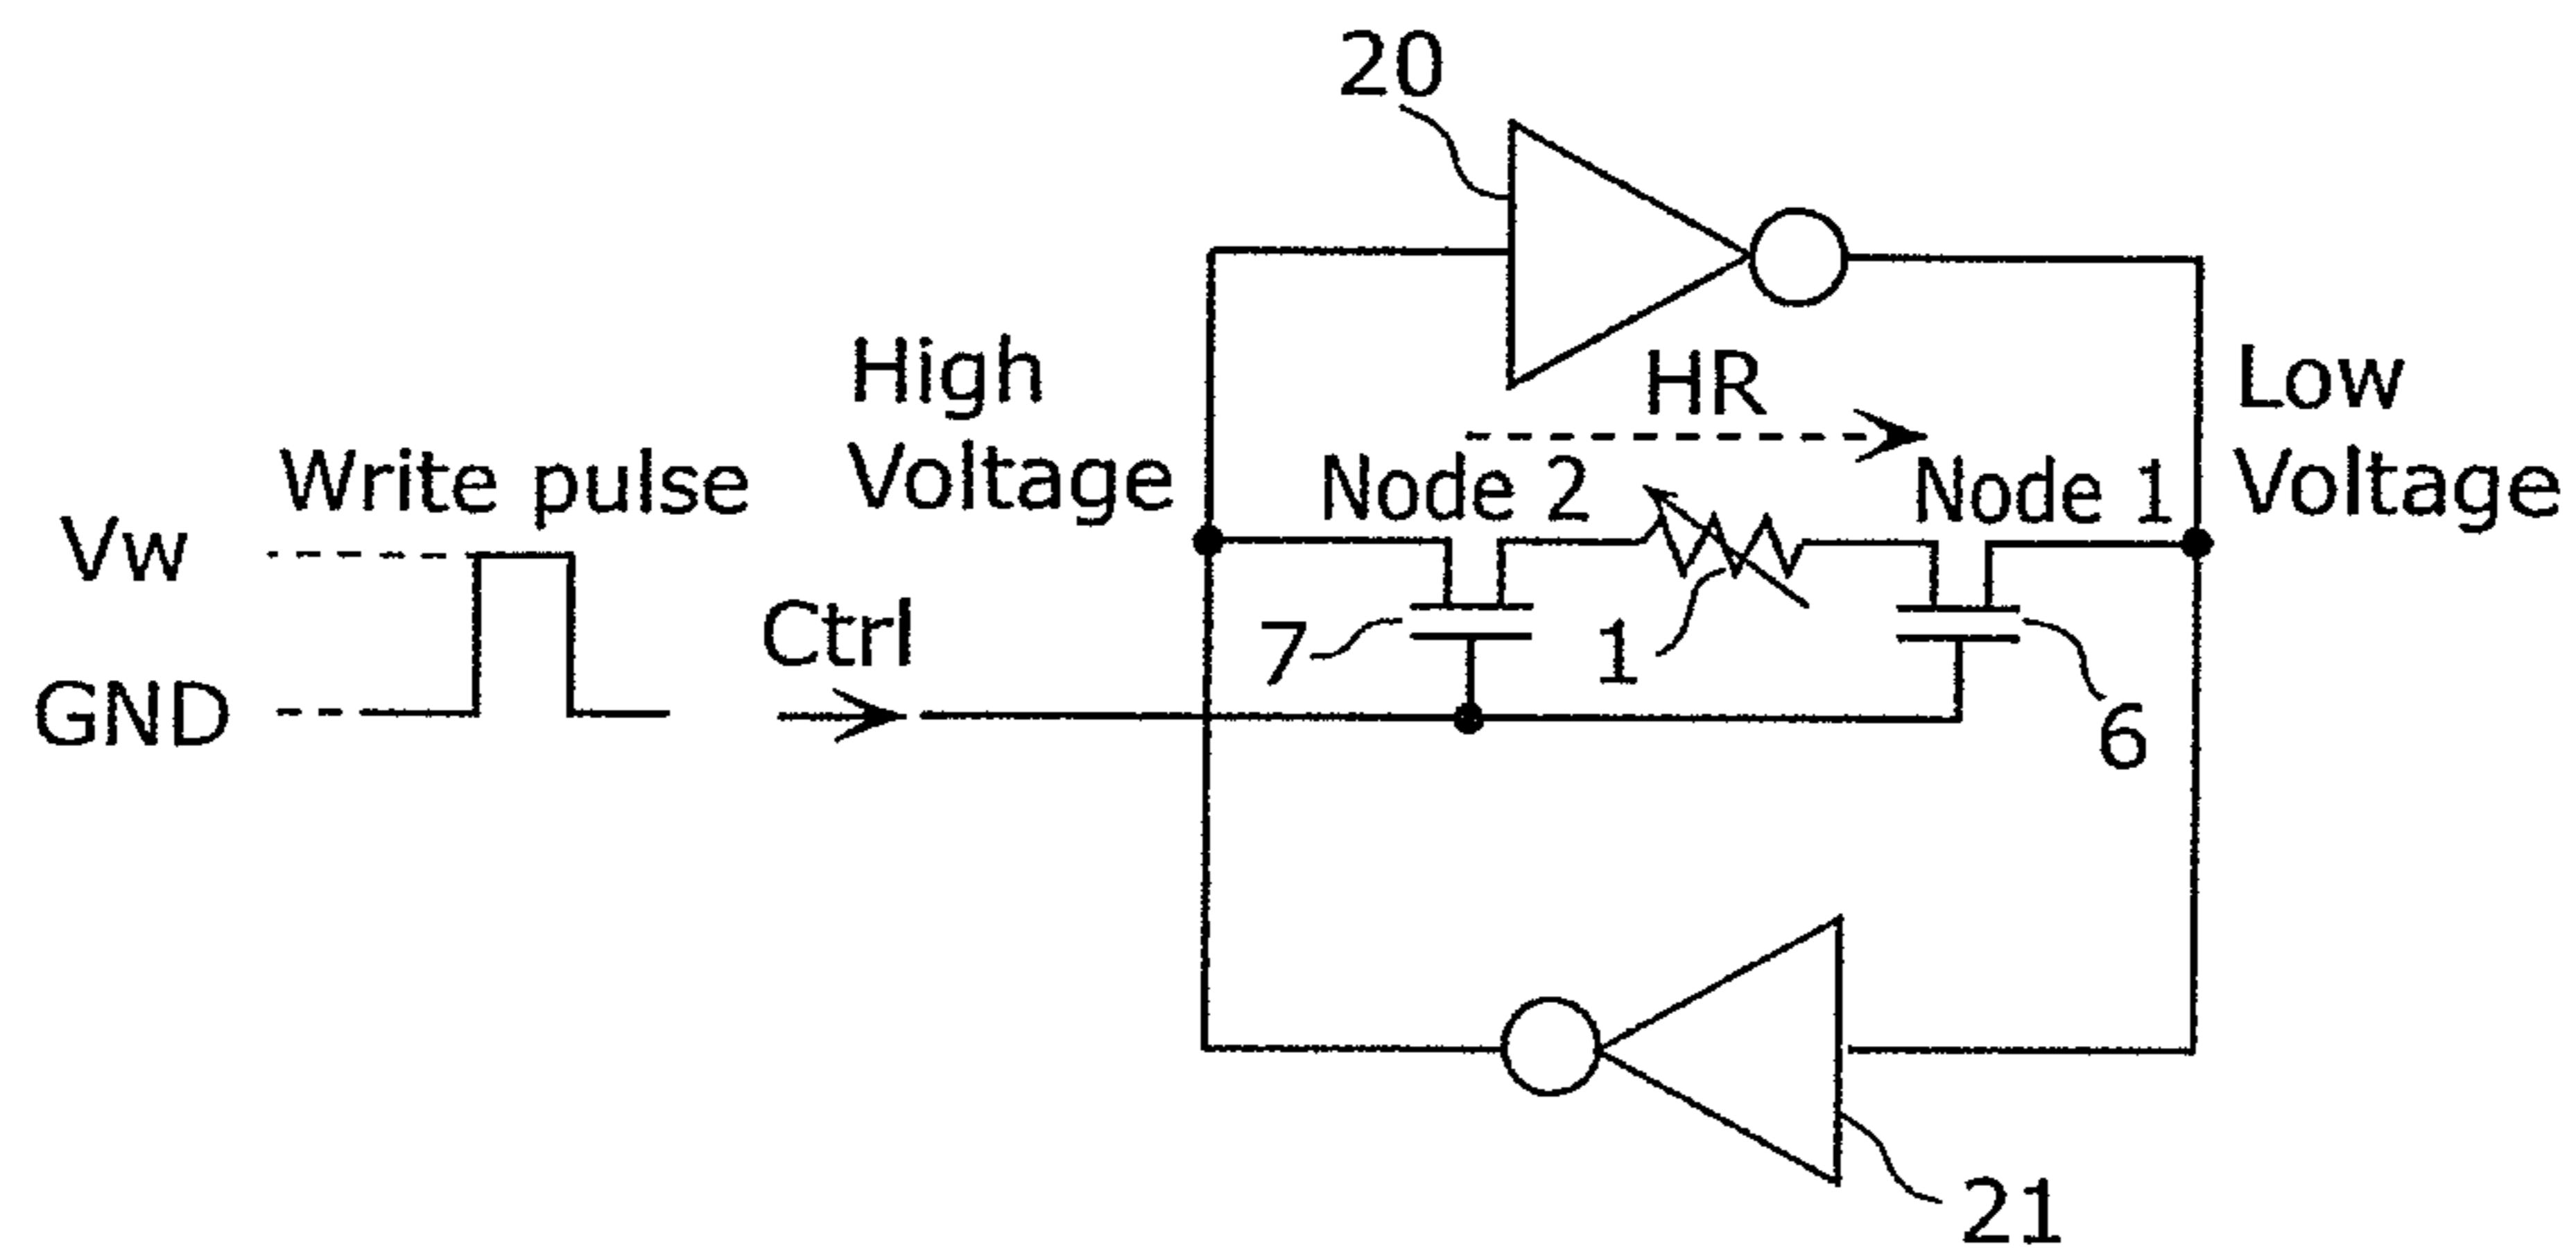 20
High
Voltage
HR
Low
Voltage
Write pulse
Node 2
Node 1
Vw
GND
Ctrl
7
1
6
21